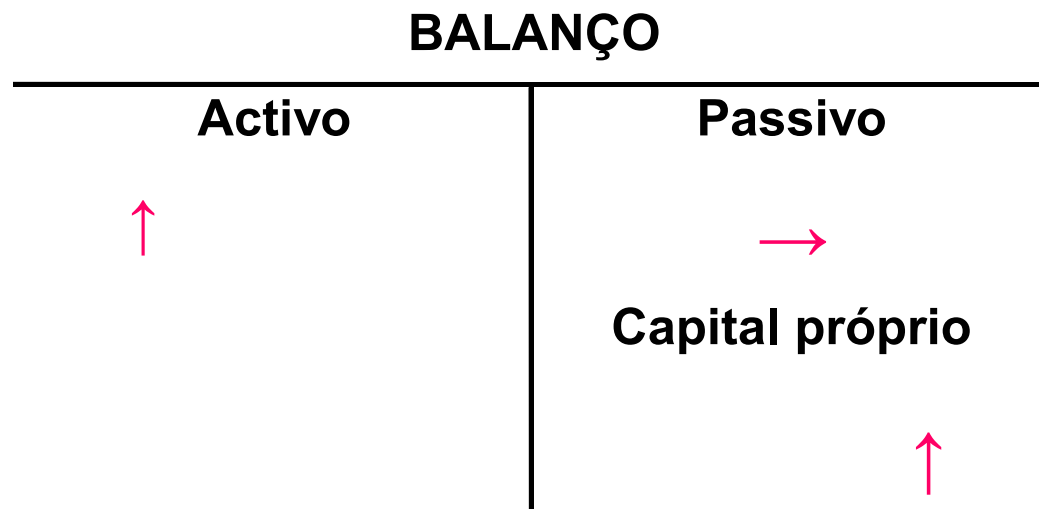 BALANÇO
Activo
Passivo
↑
→
Capital próprio
↑